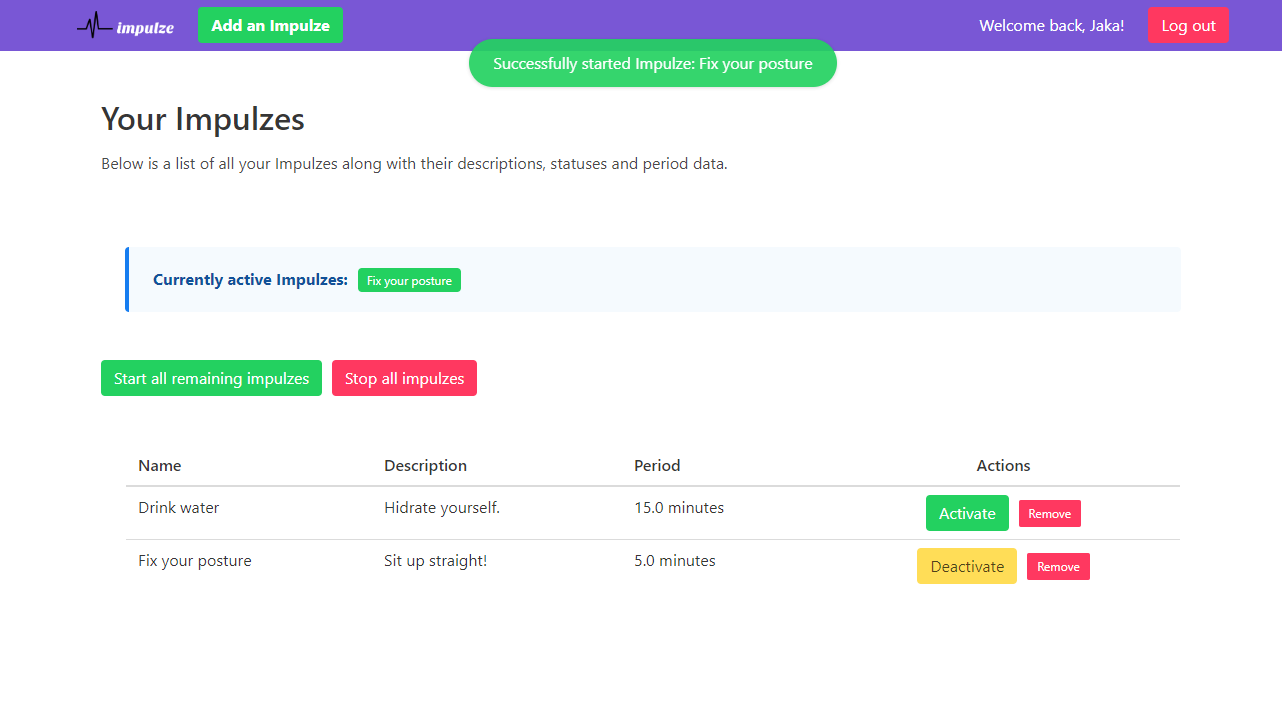 impulze Add an Impulze Welcome back, Jaka! Log out
Successfully started Impulze: Fix your posture
Your Impulzes
Below is a list of all your Impulzes along with their descriptions, statuses and period data.
Currently active Impulzes: Fix your posture
Start all remaining impulzes Stop all impulzes
Name Description Period Actions
Drink water Hidrate yourself. 15.0 minutes Activate Remove
Fix your posture Sit up straight! 5.0 minutes Deactivate Remove